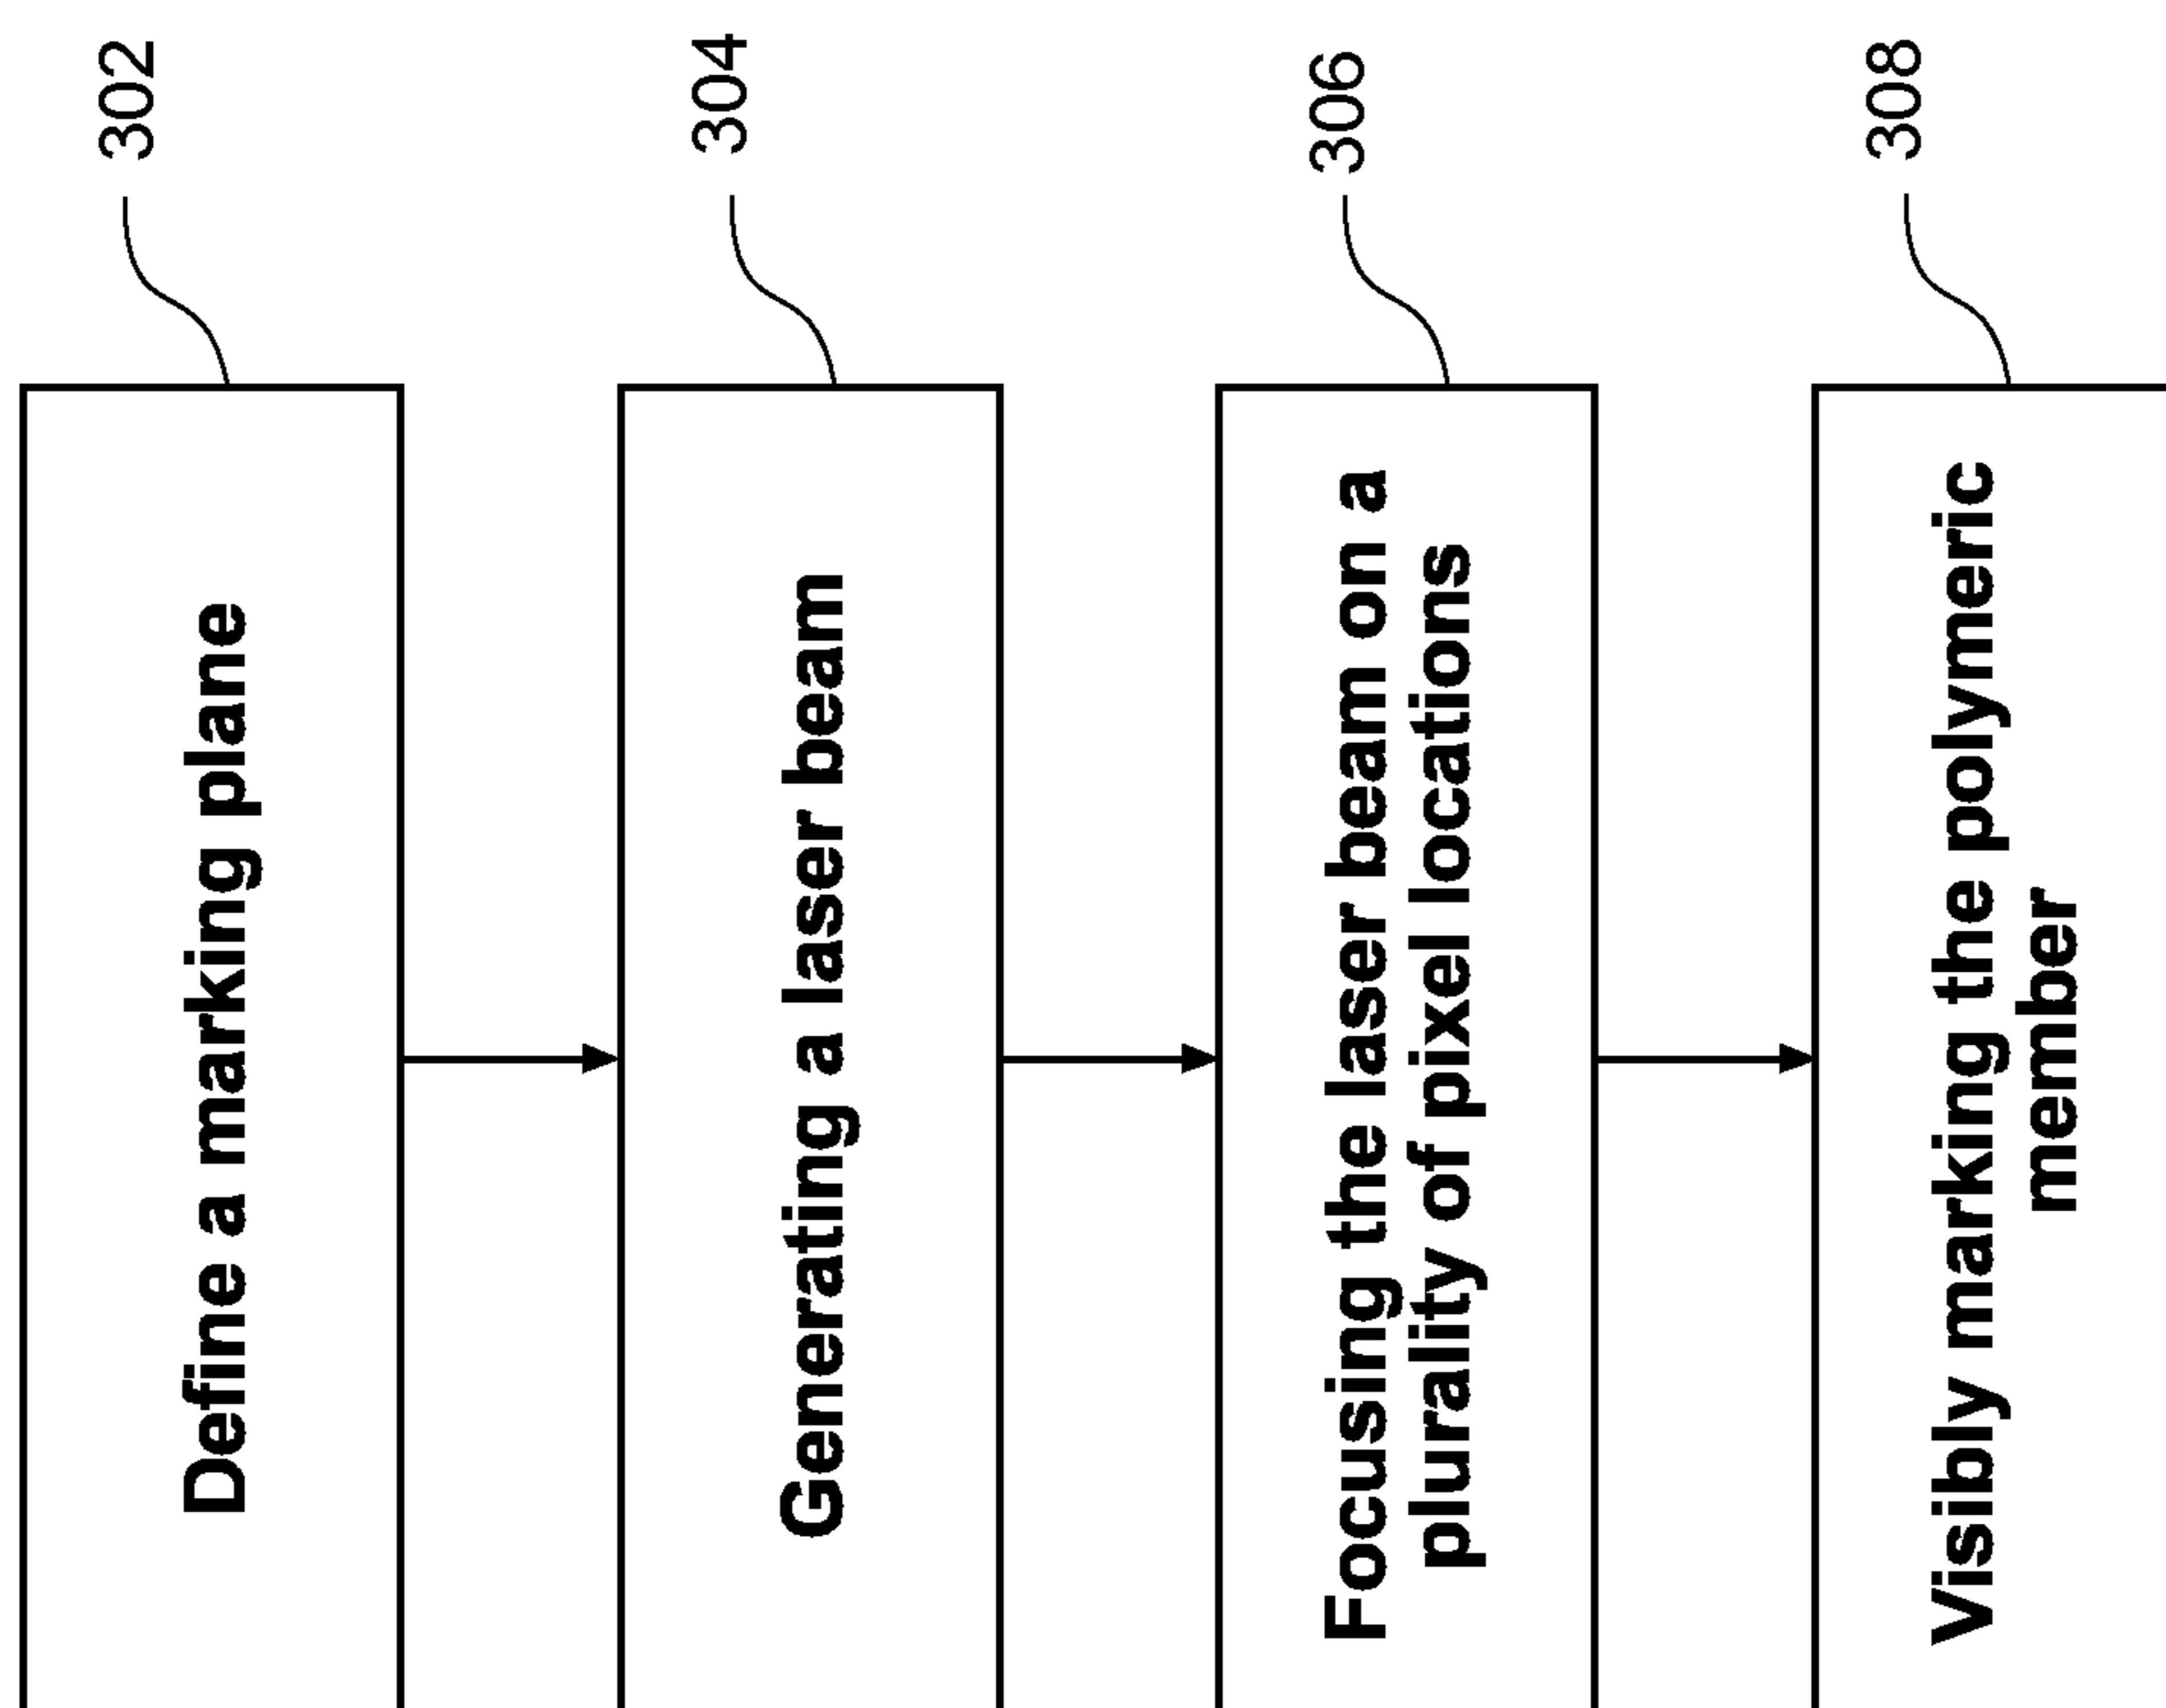 302
Define a marking plane
304
Generating a laser beam
306
Focusing the laser beam on a
plurality of pixel locations
308
Visibly marking the polymeric
member